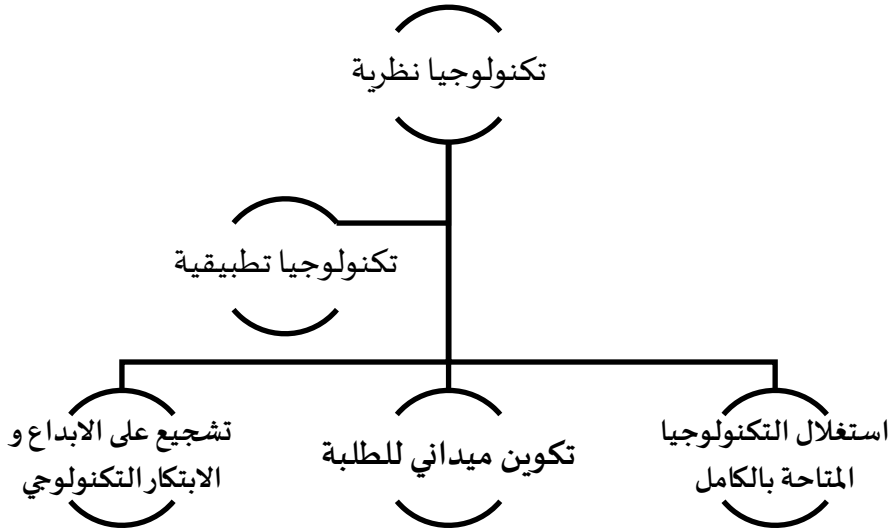 تكنولوجيا نظرية
تكنولوجيا تطبيقية
استغلال التكنولوجيا
المتاحة بالكامل
تكوين ميداني للطلبة
تشجيع على الابداع و
الابتكار التكنولوجي